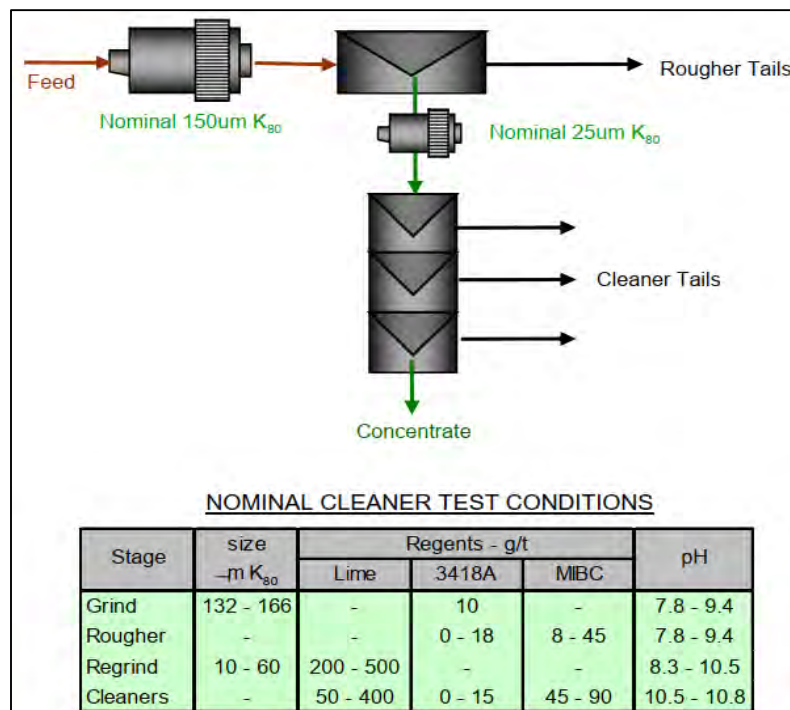 Feed
Rougher Tails
Nominal 150um K80
Nominal 25um K80
Cleaner Tails
Concentrate
NOMINAL CLEANER TEST CONDITIONS
Stage size Regents - g/t pH
–m K80 Lime 3418A MIBC
Grind 132 - 166 - 10 - 7.8 - 9.4
Rougher - - 0 - 18 8 - 45 7.8 - 9.4
Regrind 10 - 60 200 - 500 - - 8.3 - 10.5
Cleaners - 50 - 400 0 - 15 45 - 90 10.5 - 10.8